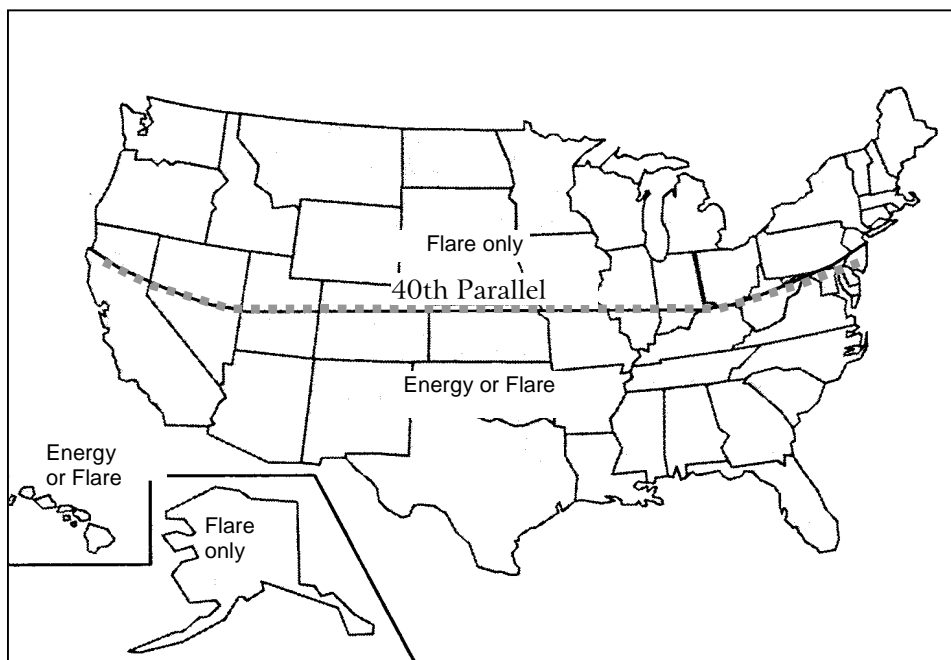 Flare only
40th Parallel
Energy or Flare
Energy
or Flare
Flare
only